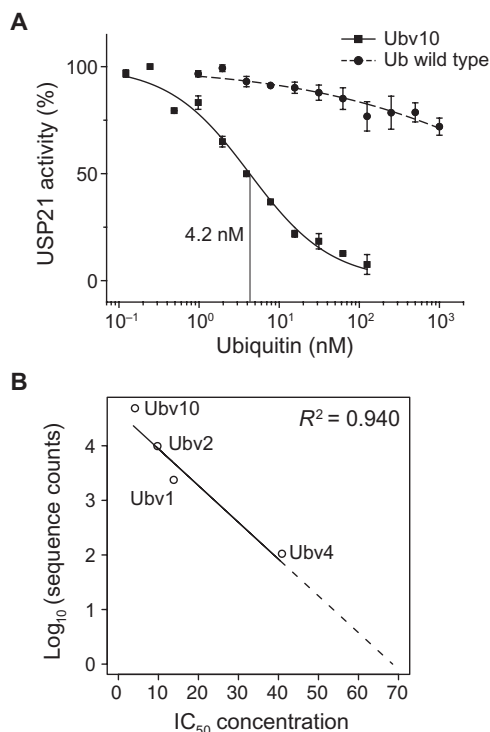 A
Ubv10
Ub wild type
USP21 activity (%)
100
50
0
4.2 nM
10⁻¹ 10⁰ 10¹ 10² 10³
Ubiquitin (nM)
B
R² = 0.940
Ubv10
Ubv2
Ubv1
Ubv4
Log₁₀ (sequence counts)
4
3
2
1
0
0 10 20 30 40 50 60 70
IC₅₀ concentration